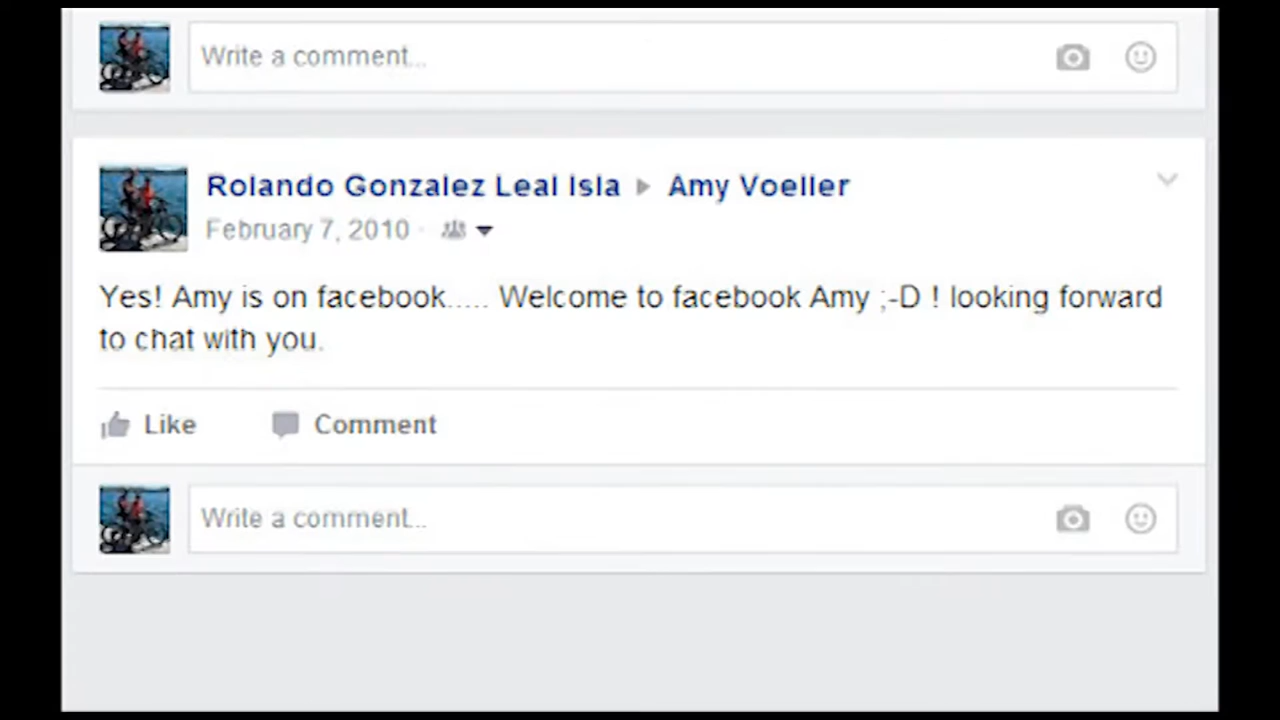 Write a comment...
Rolando Gonzalez Leal Isla ▶ Amy Voeller
February 7, 2010 ·
Yes! Amy is on facebook..... Welcome to facebook Amy ;-D ! looking forward
to chat with you.
Like Comment
Write a comment...